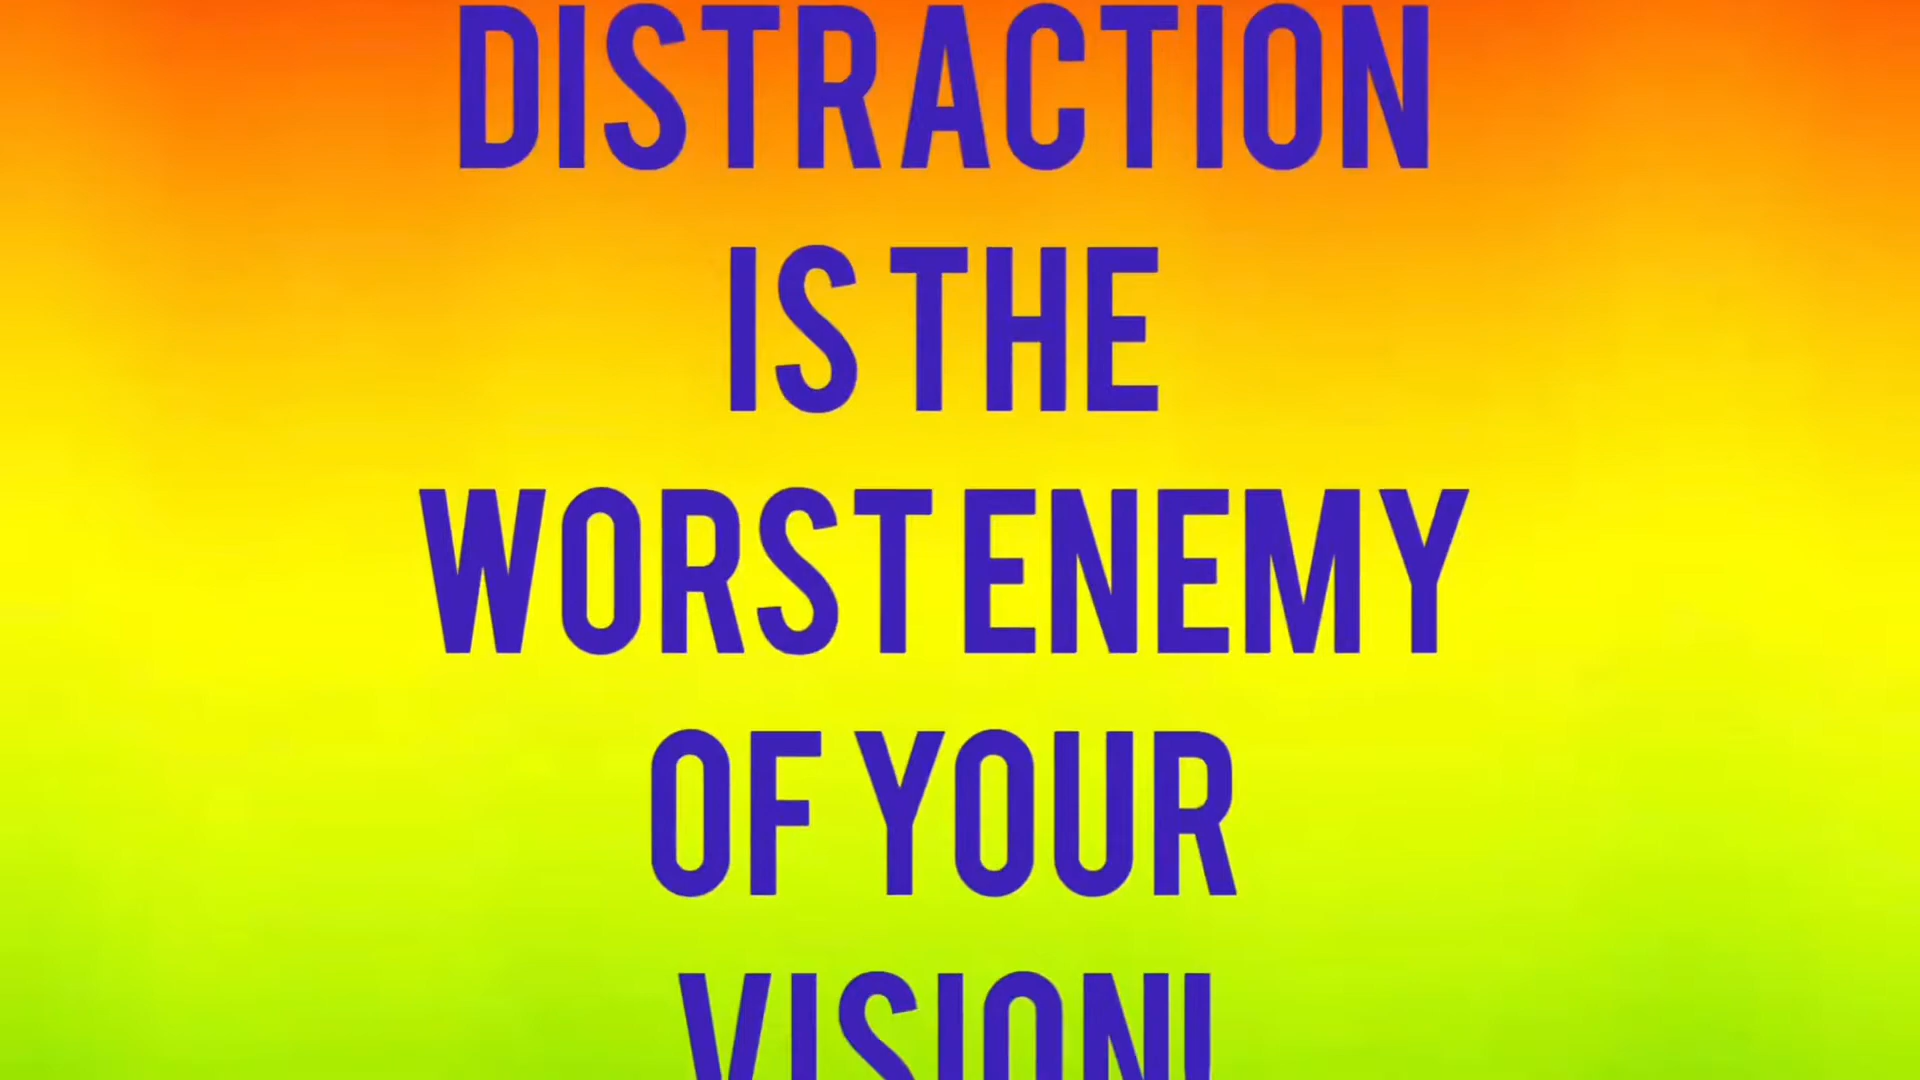 DISTRACTION
IS THE
WORST ENEMY
OF YOUR
VISION!